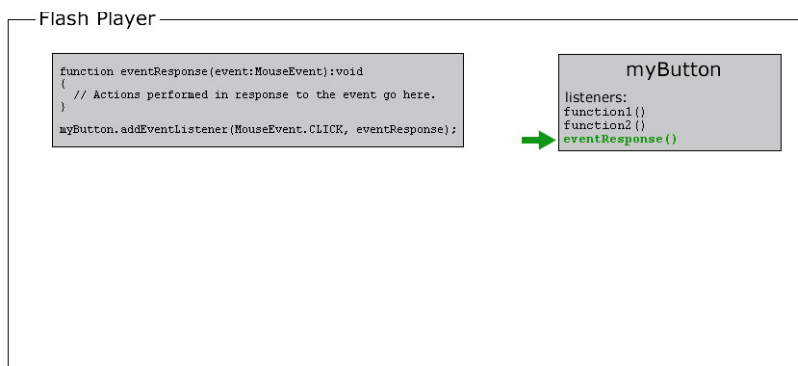 Flash Player
function eventResponse(event:MouseEvent):void
{
// Actions performed in response to the event go here.
}
myButton.addEventListener(MouseEvent.CLICK, eventResponse);
myButton
listeners:
function1()
function2()
eventResponse()